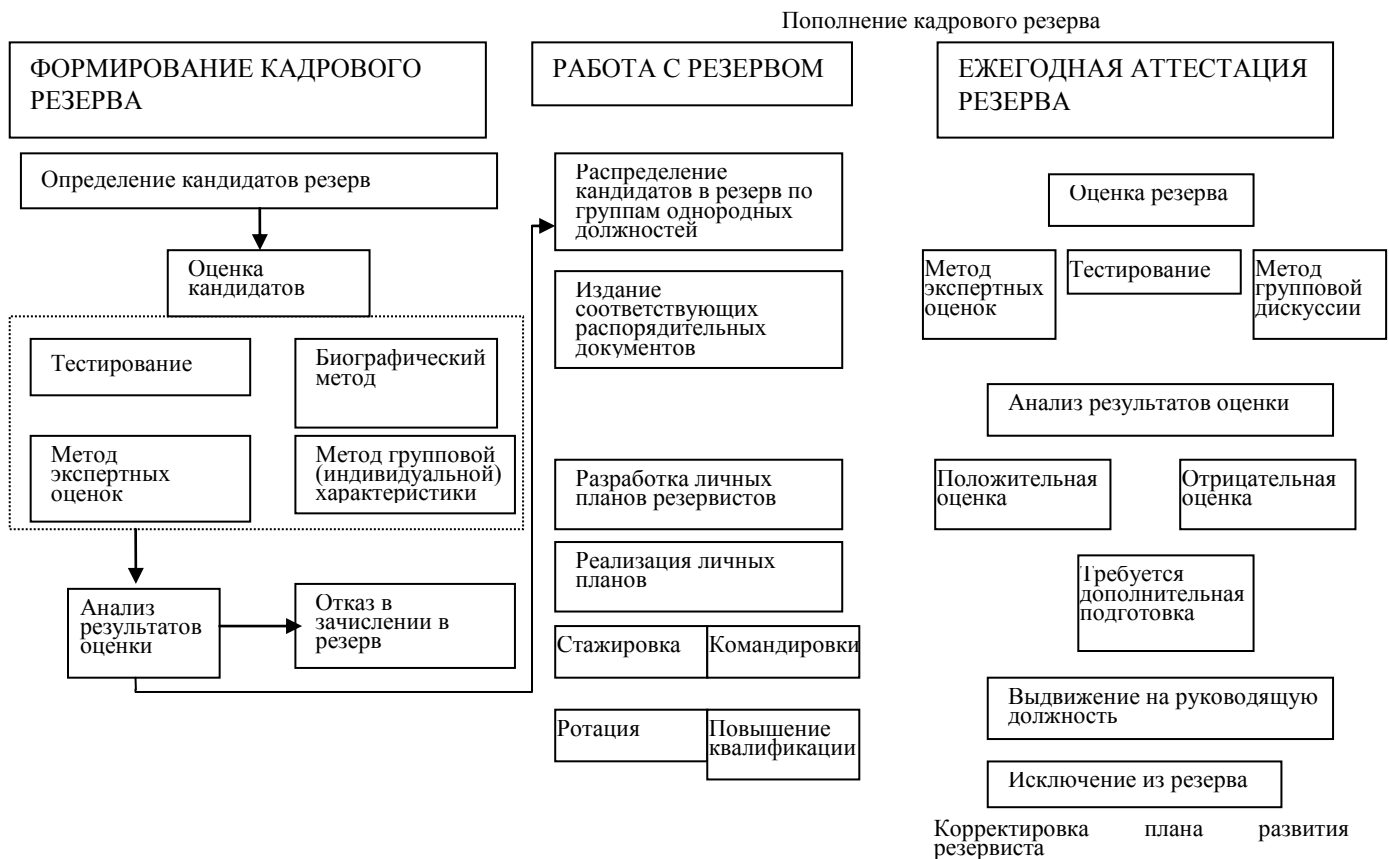 Пополнение кадрового резерва
ФОРМИРОВАНИЕ КАДРОВОГО
РЕЗЕРВА
Определение кандидатов резерв
Оценка
кандидатов
Тестирование
Биографический
метод
Метод
экспертных
оценок
Метод групповой
(индивидуальной)
характеристики
Анализ
результатов
оценки
Отказ в
зачислении в
резерв
РАБОТА С РЕЗЕРВОМ
Распределение
кандидатов в резерв по
группам однородных
должностей
Издание
соответствующих
распорядительных
документов
Разработка личных
планов резервистов
Реализация личных
планов
Стажировка
Командировки
Ротация
Повышение
квалификации
ЕЖЕГОДНАЯ АТТЕСТАЦИЯ
РЕЗЕРВА
Оценка резерва
Метод
экспертных
оценок
Тестирование
Метод
групповой
дискуссии
Анализ результатов оценки
Положительная
оценка
Отрицательная
оценка
Требуется
дополнительная
подготовка
Выдвижение на руководящую
должность
Исключение из резерва
Корректировка плана развития
резервиста